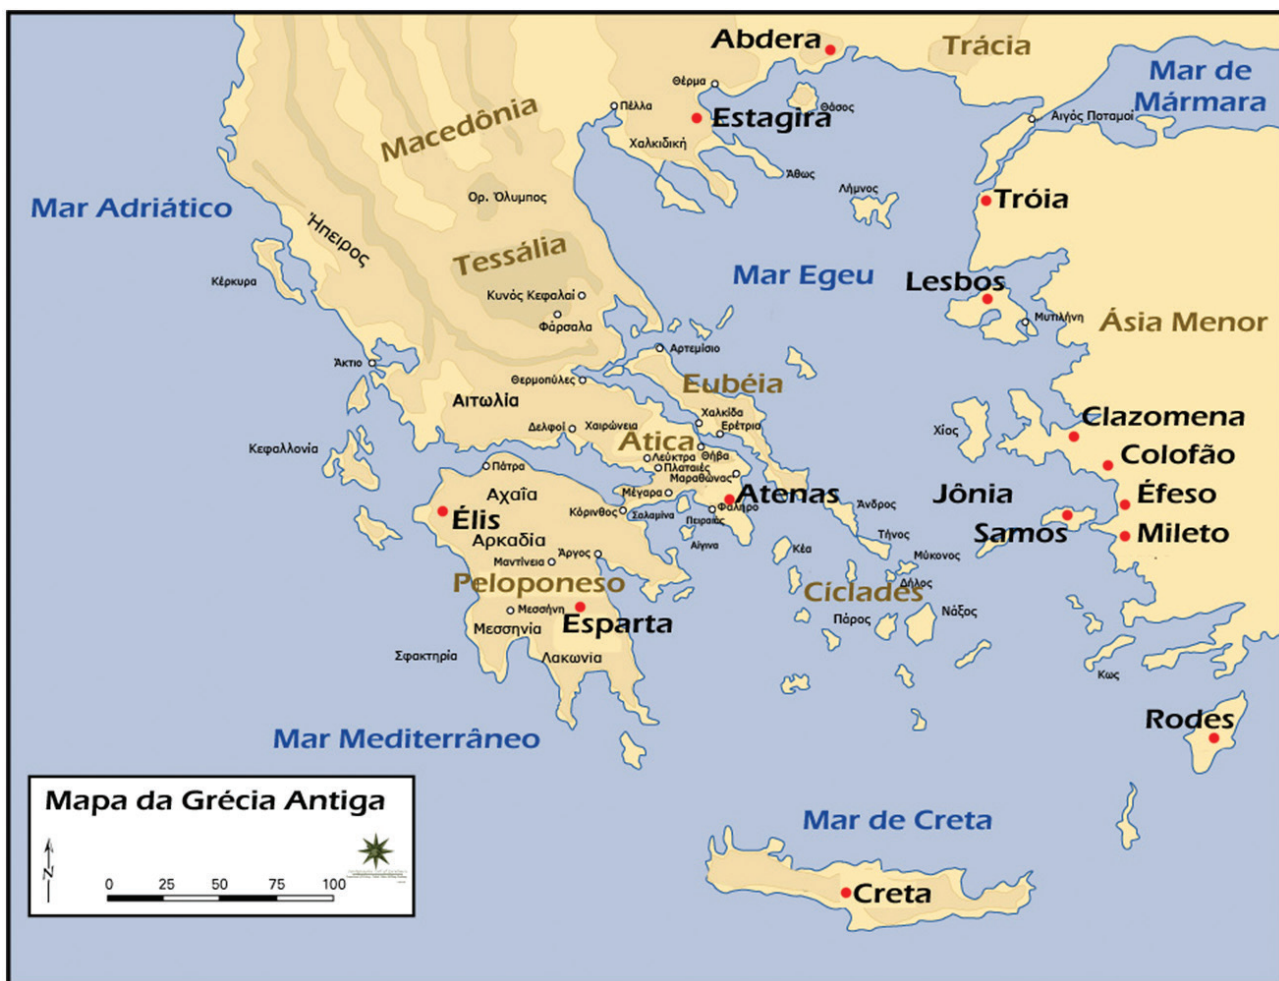 Abdera
Trácia
Mar de
Mármara
Θέρμα
Πέλλα
Θάσος
Αιγός Ποταμοί
Estagira
Macedônia
Χαλκιδική
Άθως
Λήμνος
Ορ. Όλυμπος
Mar Adriático
Tróia
Ήπειρος
Tessália
Mar Egeu
Κέρκυρα
Lesbos
Κυνός Κεφαλαί
Φάρσαλα
Μυτιλήνη
Ásia Menor
Αρτεμίσιο
Άκτιο
Θερμοπύλες
Eubéia
Αιτωλία
Χαλκίδα
Ερέτρια
Clazomena
Δελφοί
Χαιρώνεια
Ática
Χίος
Κεφαλλονία
Θήβα
Λεύκτρα
Πλαταιές
Μαραθώνας
Colofão
Πάτρα
Αχαΐα
Μέγαρα
Atenas
Jônia
Éfeso
Élis
Κόρινθος
Σαλαμίνα
Φάληρο
Πειραιάς
Άνδρος
Samos
Mileto
Αρκαδία
Τήνος
Αίγινα
Κέα
Μύκονος
Άργος
Μαντίνεια
Peloponeso
Δήλος
Cíclades
Μεσσήνη
Esparta
Πάρος
Νάξος
Μεσσηνία
Λακωνία
Σφακτηρία
Κως
Rodes
Mar Mediterrâneo
Mapa da Grécia Antiga
N
0 25 50 75 100
Mar de Creta
Creta